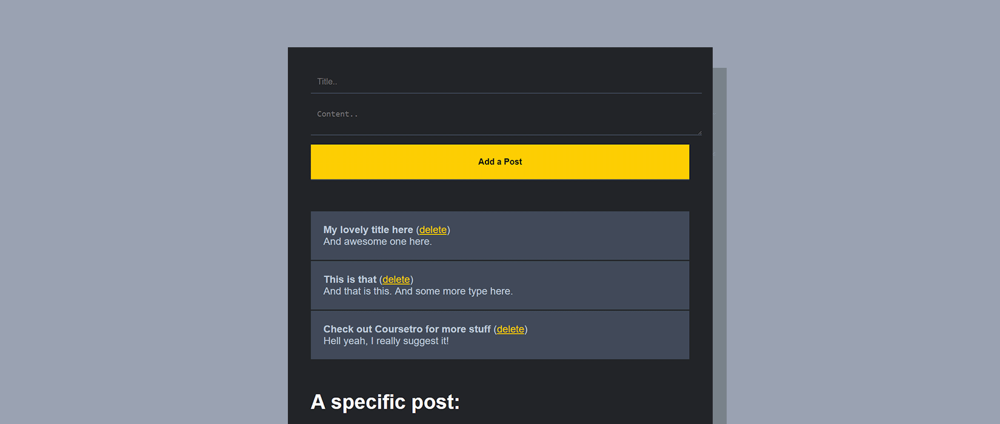 Title..
Content..
Add a Post
My lovely title here (delete)
And awesome one here.
This is that (delete)
And that is this. And some more type here.
Check out Coursetro for more stuff (delete)
Hell yeah, I really suggest it!
A specific post: